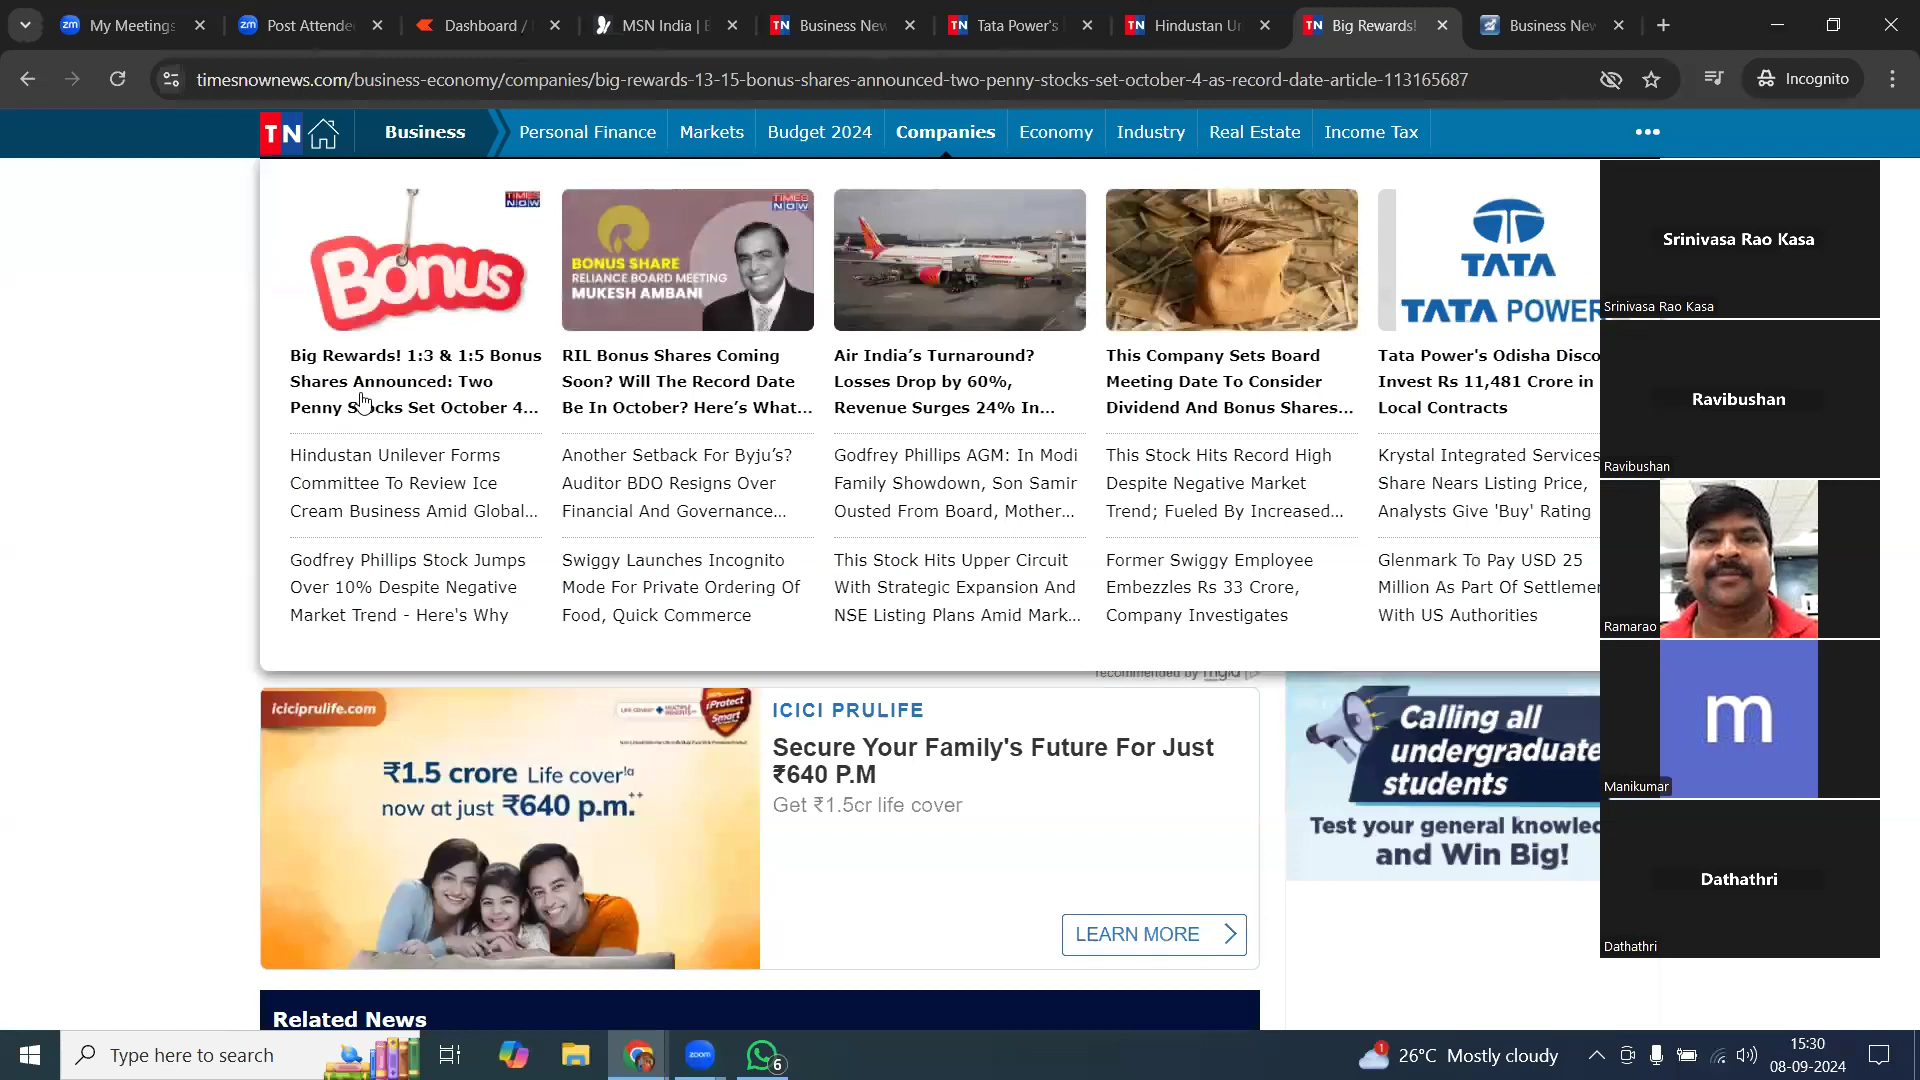 My Meetings
Post Attende
Dashboard /
MSN India | E
Business New
Tata Power's
Hindustan Un
Big Rewards!
Business New
timesnownews.com/business-economy/companies/big-rewards-13-15-bonus-shares-announced-two-penny-stocks-set-october-4-as-record-date-article-113165687
Incognito
TN
Business
Personal Finance
Markets
Budget 2024
Companies
Economy
Industry
Real Estate
Income Tax
TIMES NOW
Bonus
TIMES NOW
BONUS SHARE
RELIANCE BOARD MEETING
MUKESH AMBANI
TATA
TATA POWER
Big Rewards! 1:3 & 1:5 Bonus
Shares Announced: Two
Penny Stocks Set October 4...
RIL Bonus Shares Coming
Soon? Will The Record Date
Be In October? Here’s What...
Air India’s Turnaround?
Losses Drop by 60%,
Revenue Surges 24% In...
This Company Sets Board
Meeting Date To Consider
Dividend And Bonus Shares...
Tata Power's Odisha Disco
Invest Rs 11,481 Crore in
Local Contracts
Hindustan Unilever Forms
Committee To Review Ice
Cream Business Amid Global...
Another Setback For Byju’s?
Auditor BDO Resigns Over
Financial And Governance...
Godfrey Phillips AGM: In Modi
Family Showdown, Son Samir
Ousted From Board, Mother...
This Stock Hits Record High
Despite Negative Market
Trend; Fueled By Increased...
Krystal Integrated Services
Share Nears Listing Price,
Analysts Give 'Buy' Rating
Godfrey Phillips Stock Jumps
Over 10% Despite Negative
Market Trend - Here's Why
Swiggy Launches Incognito
Mode For Private Ordering Of
Food, Quick Commerce
This Stock Hits Upper Circuit
With Strategic Expansion And
NSE Listing Plans Amid Mark...
Former Swiggy Employee
Embezzles Rs 33 Crore,
Company Investigates
Glenmark To Pay USD 25
Million As Part Of Settlemen
With US Authorities
Srinivasa Rao Kasa
Srinivasa Rao Kasa
Ravibushan
Ravibushan
Ramarao
m
Manikumar
Dathathri
Dathathri
recommended by mgid
iciciprulife.com
iProtect
Smart
₹1.5 crore Life cover
now at just ₹640 p.m.++
ICICI PRULIFE
Secure Your Family's Future For Just
₹640 P.M
Get ₹1.5cr life cover
LEARN MORE
Calling all
undergraduate
students
Test your general knowled
and Win Big!
Related News
Type here to search
zoom
6
1
26°C Mostly cloudy
15:30
08-09-2024